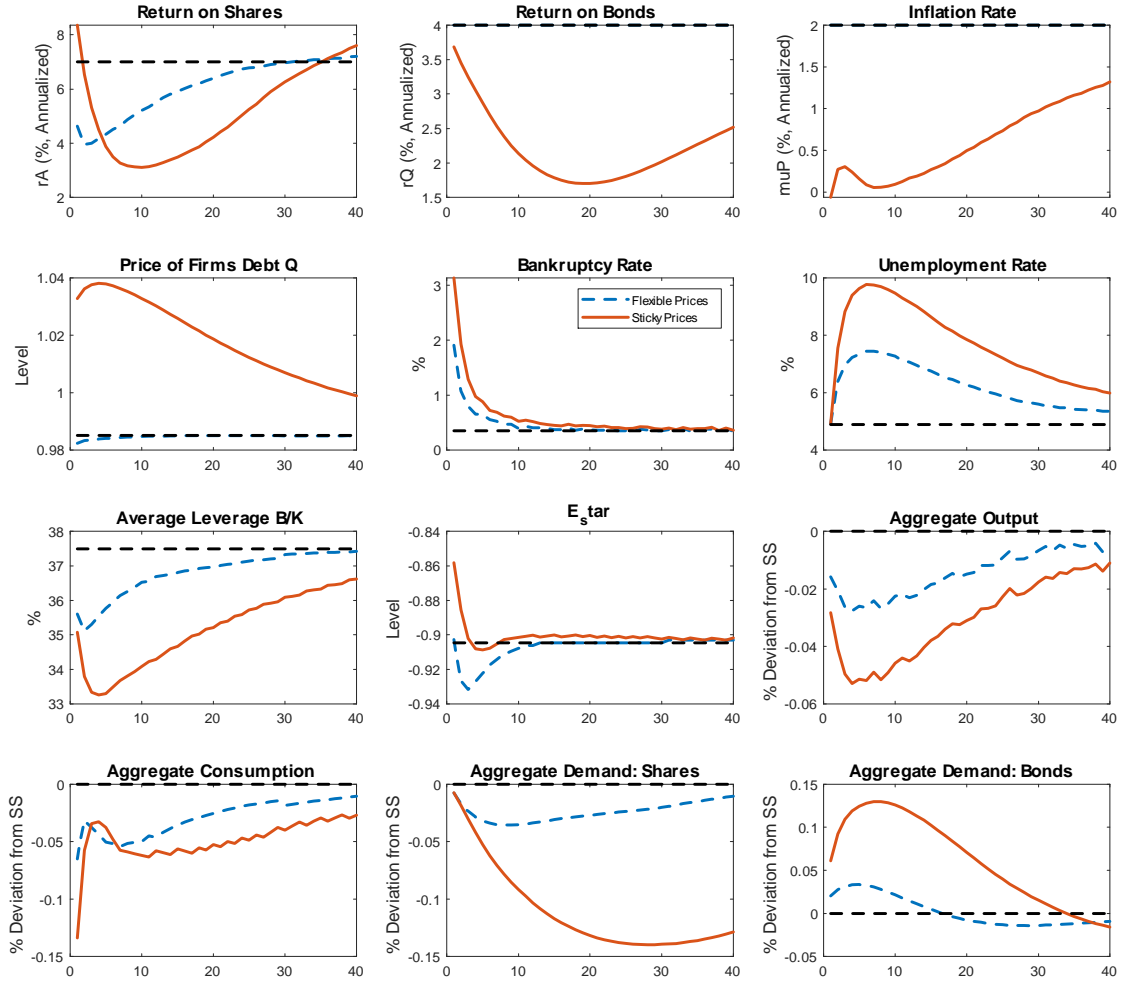 Return on Shares
rA (%, Annualized)
8
6
4
2
0 10 20 30 40
Return on Bonds
rQ (%, Annualized)
4
3.5
3
2.5
2
1.5
0 10 20 30 40
Inflation Rate
muP (%, Annualized)
2
1.5
1
0.5
0
0 10 20 30 40
Price of Firms Debt Q
Level
1.04
1.02
1
0.98
0 10 20 30 40
Bankruptcy Rate
%
3
2
1
0
Flexible Prices
Sticky Prices
0 10 20 30 40
Unemployment Rate
%
10
8
6
4
0 10 20 30 40
Average Leverage B/K
%
38
37
36
35
34
33
0 10 20 30 40
E_star
Level
-0.84
-0.86
-0.88
-0.9
-0.92
-0.94
0 10 20 30 40
Aggregate Output
% Deviation from SS
0
-0.02
-0.04
-0.06
0 10 20 30 40
Aggregate Consumption
% Deviation from SS
0
-0.05
-0.1
-0.15
0 10 20 30 40
Aggregate Demand: Shares
% Deviation from SS
0
-0.05
-0.1
-0.15
0 10 20 30 40
Aggregate Demand: Bonds
% Deviation from SS
0.15
0.1
0.05
0
-0.05
0 10 20 30 40